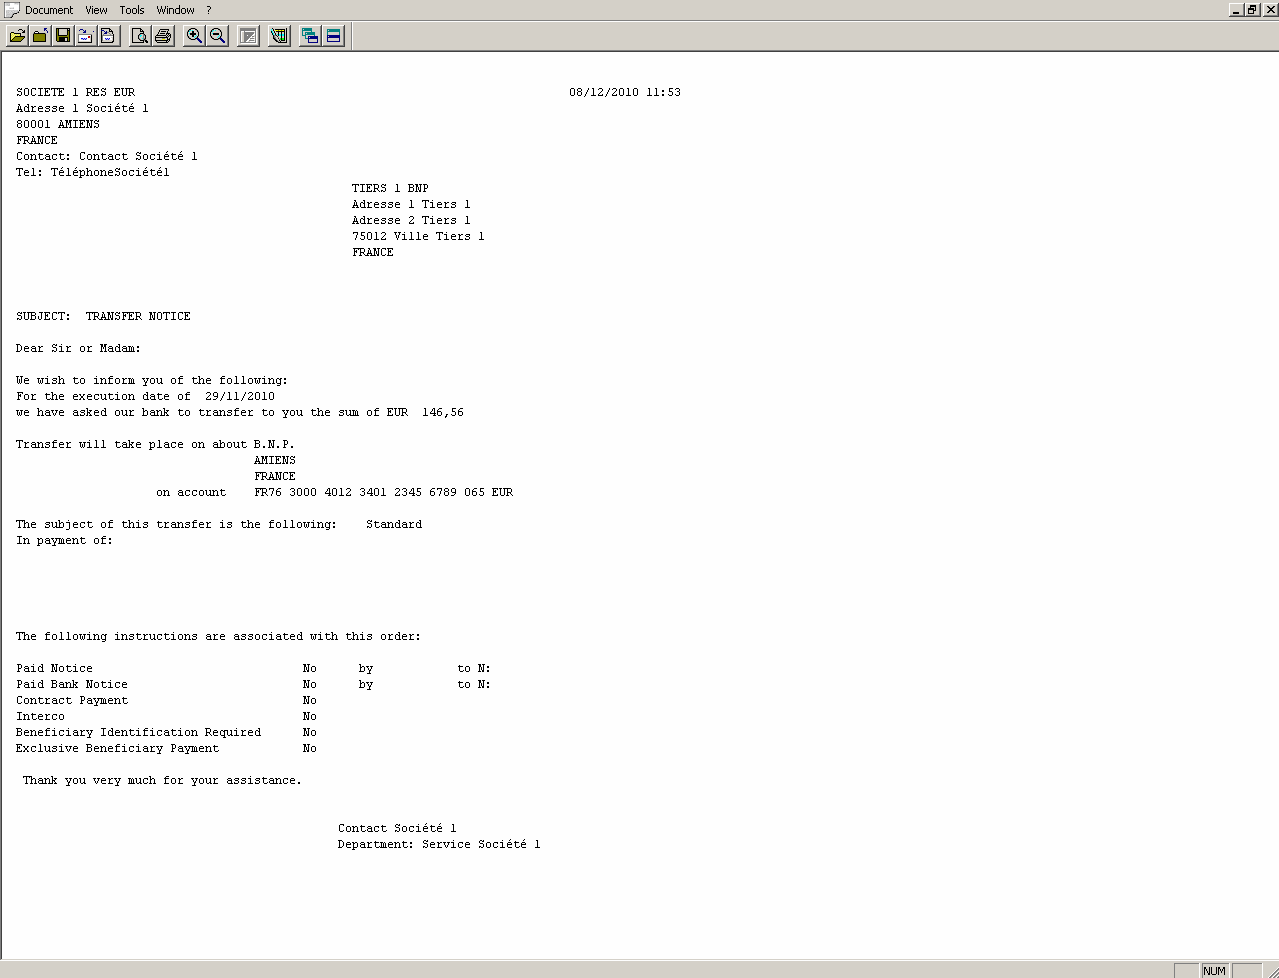 Document View Tools Window ?
SOCIETE 1 RES EUR 08/12/2010 11:53
Adresse 1 Société 1
80001 AMIENS
FRANCE
Contact: Contact Société 1
Tel: TéléphoneSociété1
TIERS 1 BNP
Adresse 1 Tiers 1
Adresse 2 Tiers 1
75012 Ville Tiers 1
FRANCE
SUBJECT: TRANSFER NOTICE
Dear Sir or Madam:
We wish to inform you of the following:
For the execution date of 29/11/2010
we have asked our bank to transfer to you the sum of EUR 146,56
Transfer will take place on about B.N.P.
AMIENS
FRANCE
on account FR76 3000 4012 3401 2345 6789 065 EUR
The subject of this transfer is the following: Standard
In payment of:
The following instructions are associated with this order:
Paid Notice No by to N:
Paid Bank Notice No by to N:
Contract Payment No
Interco No
Beneficiary Identification Required No
Exclusive Beneficiary Payment No
Thank you very much for your assistance.
Contact Société 1
Department: Service Société 1
NUM